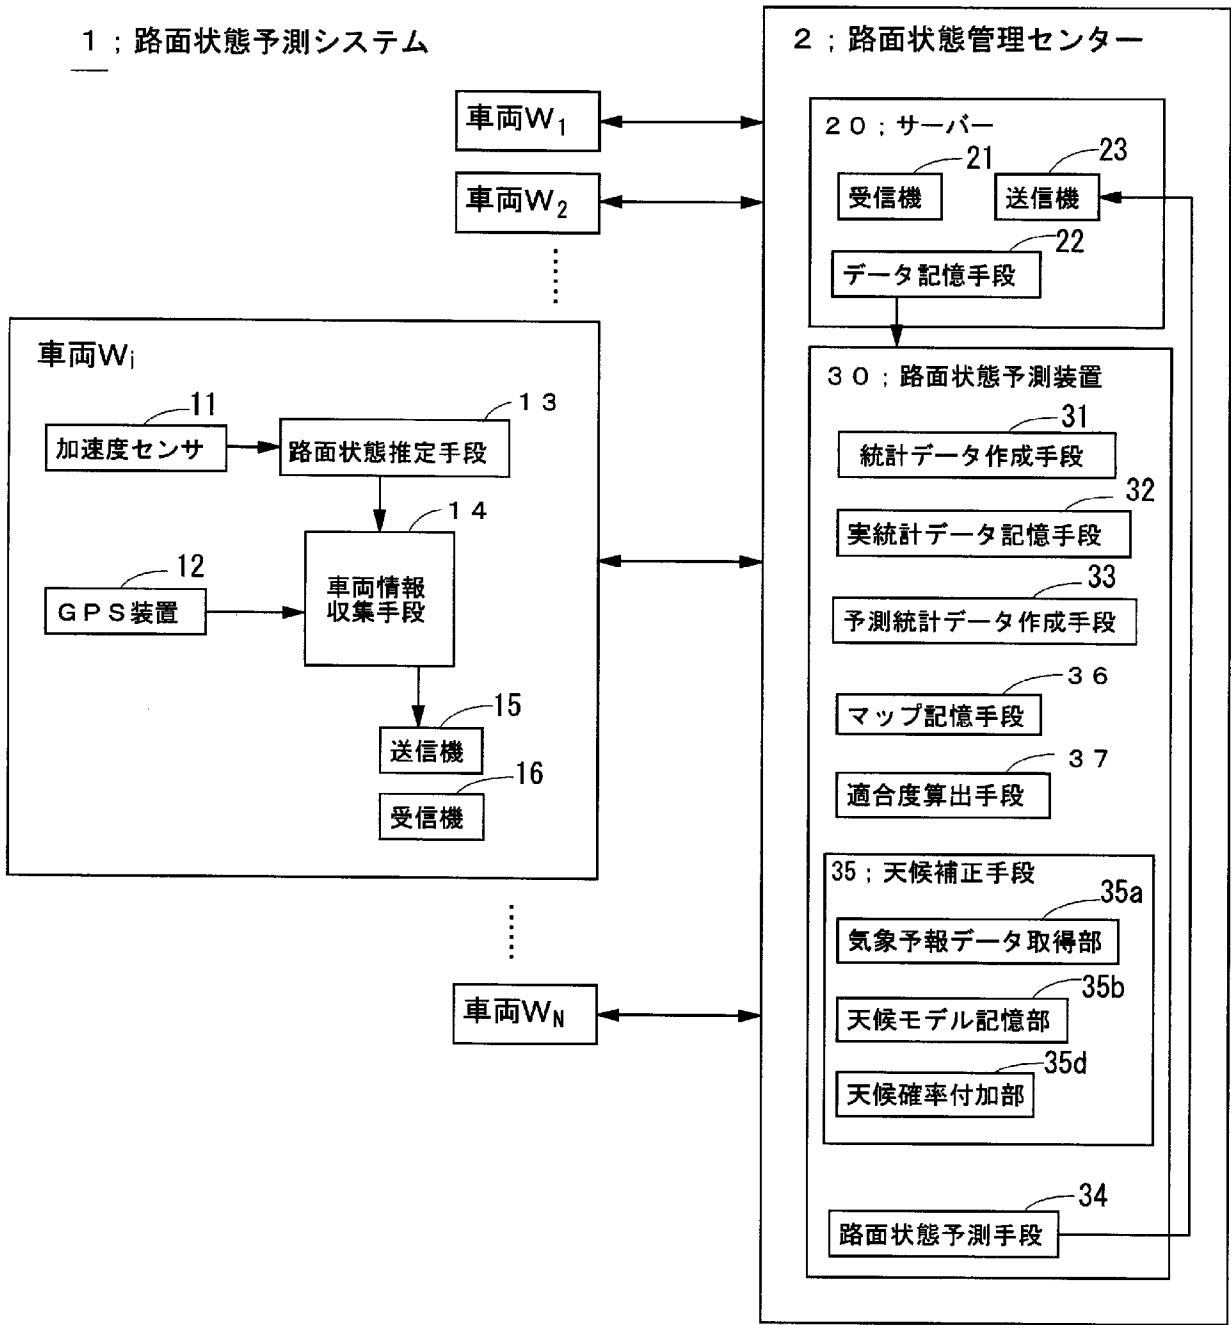 1;路面状態予測システム
車両W1
車両W2
車両Wi
11
加速度センサ
13
路面状態推定手段
14
車両情報
収集手段
12
GPS装置
15
送信機
16
受信機
車両WN
2;路面状態管理センター
20;サーバー
21
受信機
23
送信機
22
データ記憶手段
30;路面状態予測装置
31
統計データ作成手段
32
実統計データ記憶手段
33
予測統計データ作成手段
36
マップ記憶手段
37
適合度算出手段
35;天候補正手段
35a
気象予報データ取得部
35b
天候モデル記憶部
35d
天候確率付加部
34
路面状態予測手段